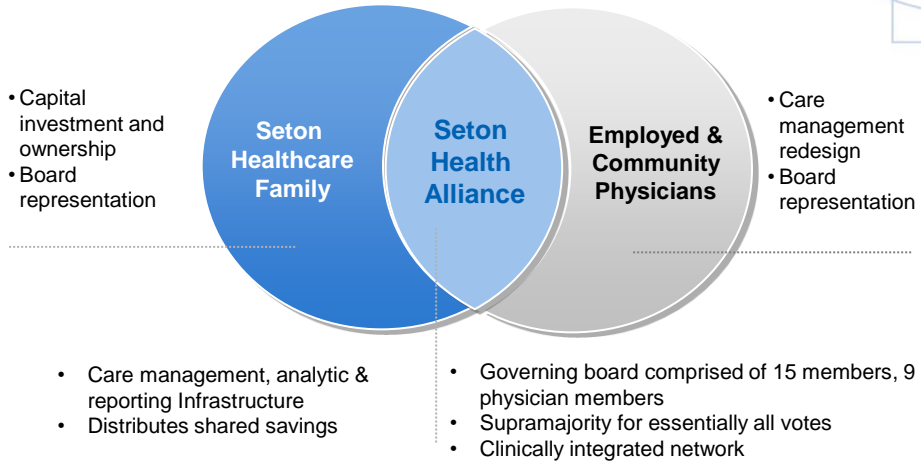 • Capital
investment and
ownership
• Board
representation
Seton
Healthcare
Family
Seton
Health
Alliance
Employed &
Community
Physicians
• Care
management
redesign
• Board
representation
• Care management, analytic &
reporting Infrastructure
• Distributes shared savings
• Governing board comprised of 15 members, 9
physician members
• Supramajority for essentially all votes
• Clinically integrated network